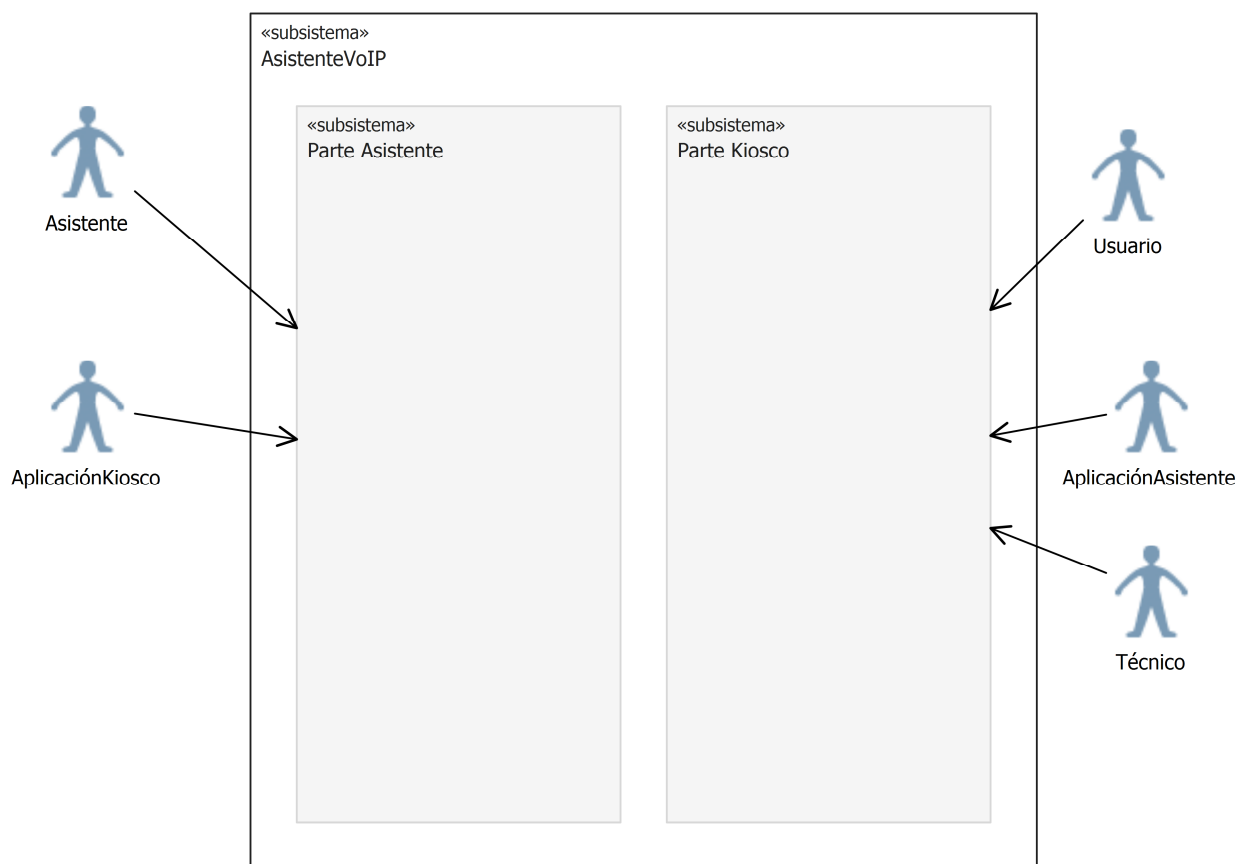 «subsistema»
AsistenteVoIP
«subsistema»
Parte Asistente
«subsistema»
Parte Kiosco
Asistente
Usuario
AplicaciónKiosco
AplicaciónAsistente
Técnico